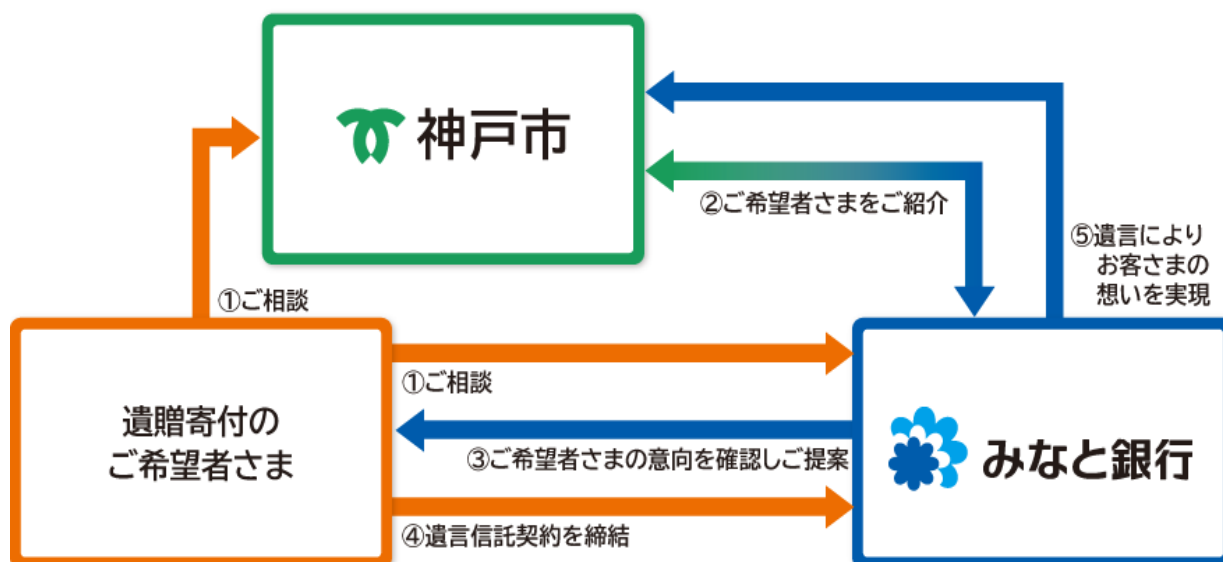 神戸市
②ご希望者さまをご紹介
⑤遺言により
お客さまの
想いを実現
①ご相談
①ご相談
遺贈寄付の
ご希望者さま
③ご希望者さまの意向を確認しご提案
みなと銀行
④遺言信託契約を締結